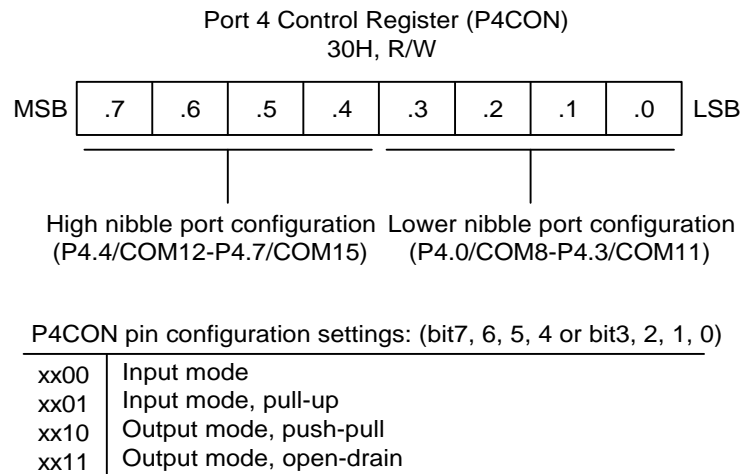 Port 4 Control Register (P4CON)
30H, R/W
MSB .7 .6 .5 .4 .3 .2 .1 .0 LSB
High nibble port configuration Lower nibble port configuration
(P4.4/COM12-P4.7/COM15) (P4.0/COM8-P4.3/COM11)
P4CON pin configuration settings: (bit7, 6, 5, 4 or bit3, 2, 1, 0)
xx00 Input mode
xx01 Input mode, pull-up
xx10 Output mode, push-pull
xx11 Output mode, open-drain